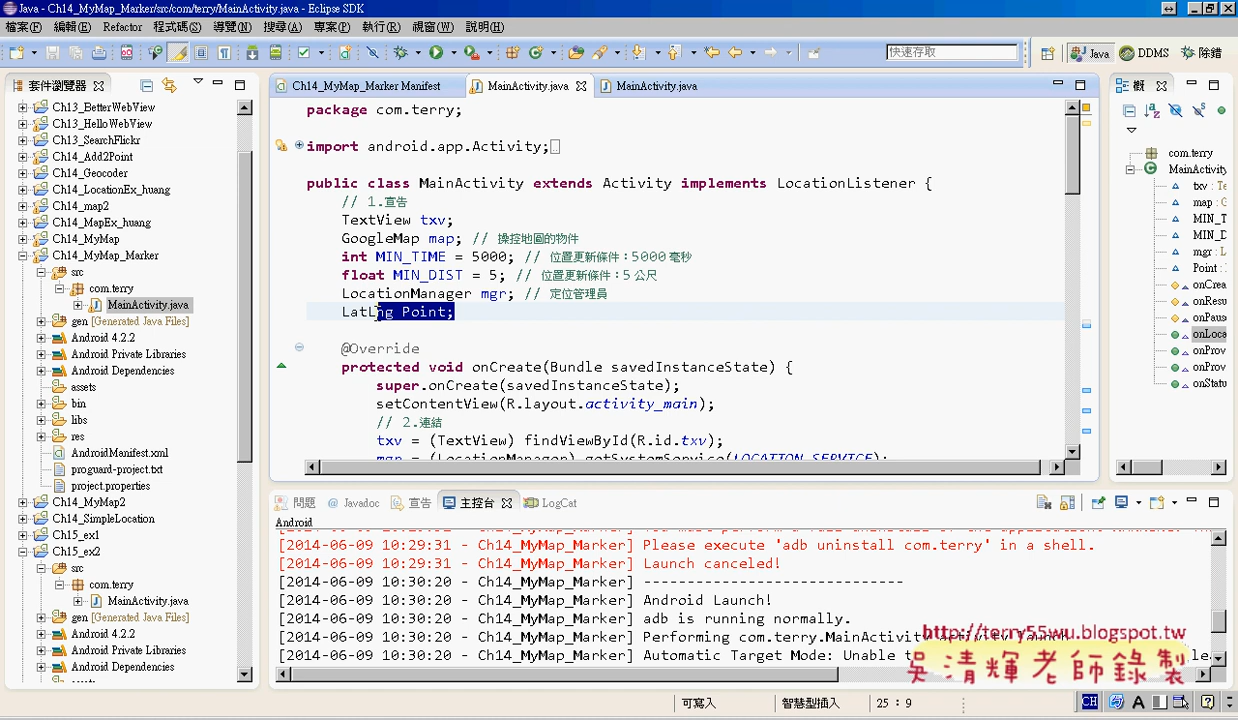 Java - Ch14_MyMap_Marker/src/com/terry/MainActivity.java - Eclipse SDK
檔案(F) 編輯(E) Refactor 程式碼(S) 導覽(N) 搜尋(A) 專案(P) 執行(R) 視窗(W) 說明(H)
快速存取 Java DDMS 除錯
套件瀏覽器
Ch13_BetterWebView
Ch13_HelloWebView
Ch13_SearchFlickr
Ch14_Add2Point
Ch14_Geocoder
Ch14_LocationEx_huang
Ch14_map2
Ch14_MapEx_huang
Ch14_MyMap
Ch14_MyMap_Marker
src
com.terry
MainActivity.java
gen [Generated Java Files]
Android 4.2.2
Android Private Libraries
Android Dependencies
assets
bin
libs
res
AndroidManifest.xml
proguard-project.txt
project.properties
Ch14_MyMap2
Ch14_SimpleLocation
Ch15_ex1
Ch15_ex2
src
com.terry
MainActivity.java
gen [Generated Java Files]
Android 4.2.2
Android Private Libraries
Android Dependencies
Ch14_MyMap_Marker Manifest MainActivity.java MainActivity.java
package com.terry;
import android.app.Activity;
public class MainActivity extends Activity implements LocationListener {
// 1.宣告
TextView txv;
GoogleMap map; // 操控地圖的物件
int MIN_TIME = 5000; // 位置更新條件：5000 毫秒
float MIN_DIST = 5; // 位置更新條件：5 公尺
LocationManager mgr; // 定位管理員
LatLng Point;
@Override
protected void onCreate(Bundle savedInstanceState) {
super.onCreate(savedInstanceState);
setContentView(R.layout.activity_main);
// 2.連結
txv = (TextView) findViewById(R.id.txv);
mgr = (LocationManager) getSystemService(LOCATION_SERVICE);
概
com.terry
MainActivity
txv : Te
map : G
MIN_T
MIN_D
mgr : L
Point :
onCrea
onResu
onPaus
onLoca
onProv
onProv
onStatu
問題 Javadoc 宣告 主控台 LogCat
Android
[2014-06-09 10:29:31 - Ch14_MyMap_Marker] Please execute 'adb uninstall com.terry' in a shell.
[2014-06-09 10:29:31 - Ch14_MyMap_Marker] Launch canceled!
[2014-06-09 10:30:20 - Ch14_MyMap_Marker] ------------------------------
[2014-06-09 10:30:20 - Ch14_MyMap_Marker] Android Launch!
[2014-06-09 10:30:20 - Ch14_MyMap_Marker] adb is running normally.
[2014-06-09 10:30:20 - Ch14_MyMap_Marker] Performing com.terry.MainActivity activity launch
[2014-06-09 10:30:20 - Ch14_MyMap_Marker] Automatic Target Mode: Unable t
http://terry55wu.blogspot.tw
吳清輝老師錄製
可寫入 智慧型插入 25 : 9
CH A